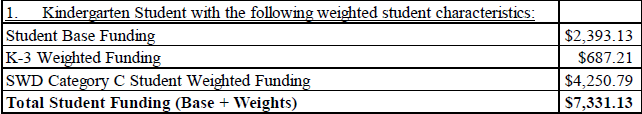 1. Kindergarten Student with the following weighted student characteristics:
Student Base Funding $2,393.13
K-3 Weighted Funding $687.21
SWD Category C Student Weighted Funding $4,250.79
Total Student Funding (Base + Weights) $7,331.13